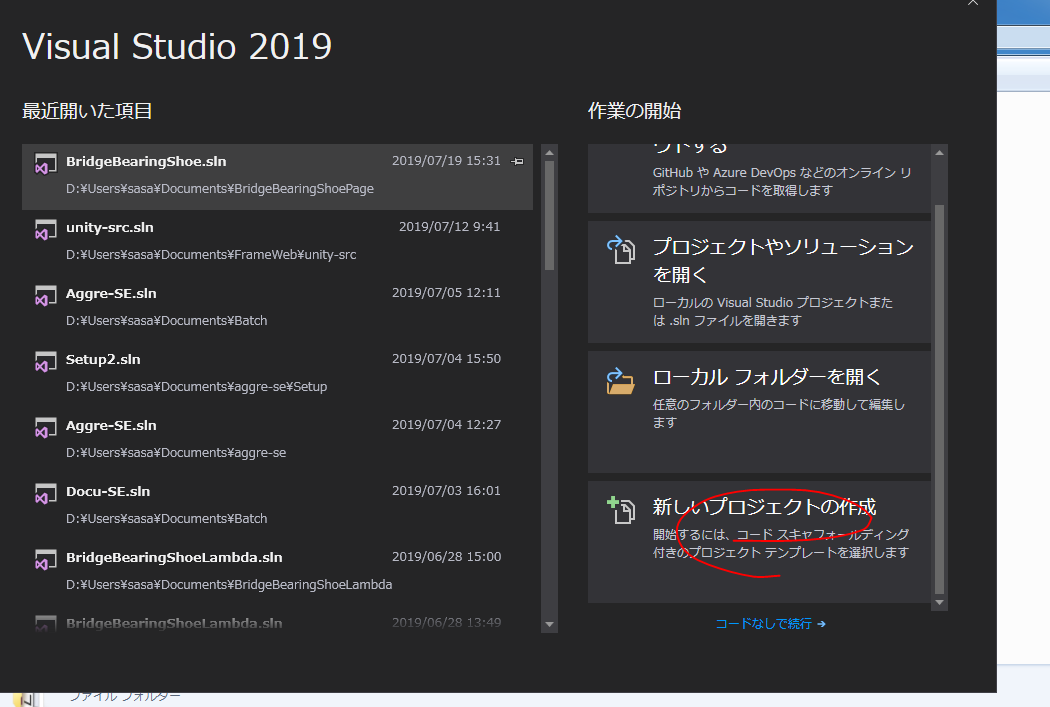 Visual Studio 2019
最近開いた項目
BridgeBearingShoe.sln 2019/07/19 15:31
D:¥Users¥sasa¥Documents¥BridgeBearingShoePage
unity-src.sln 2019/07/12 9:41
D:¥Users¥sasa¥Documents¥FrameWeb¥unity-src
Aggre-SE.sln 2019/07/05 12:11
D:¥Users¥sasa¥Documents¥Batch
Setup2.sln 2019/07/04 15:50
D:¥Users¥sasa¥Documents¥aggre-se¥Setup
Aggre-SE.sln 2019/07/04 12:27
D:¥Users¥sasa¥Documents¥aggre-se
Docu-SE.sln 2019/07/03 16:01
D:¥Users¥sasa¥Documents¥Batch
BridgeBearingShoeLambda.sln 2019/06/28 15:00
D:¥Users¥sasa¥Documents¥BridgeBearingShoeLambda
BridgeBearingShoeLambda.sln 2019/06/28 13:49
作業の開始
ウトする
GitHub や Azure DevOps などのオンライン リ
ポジトリからコードを取得します
プロジェクトやソリューション
を開く
ローカルの Visual Studio プロジェクトまた
は .sln ファイルを開きます
ローカル フォルダーを開く
任意のフォルダー内のコードに移動して編集し
ます
新しいプロジェクトの作成
開始するには、コード スキャフォールディング
付きのプロジェクト テンプレートを選択します
コードなしで続行 →
ファイル フォルダー